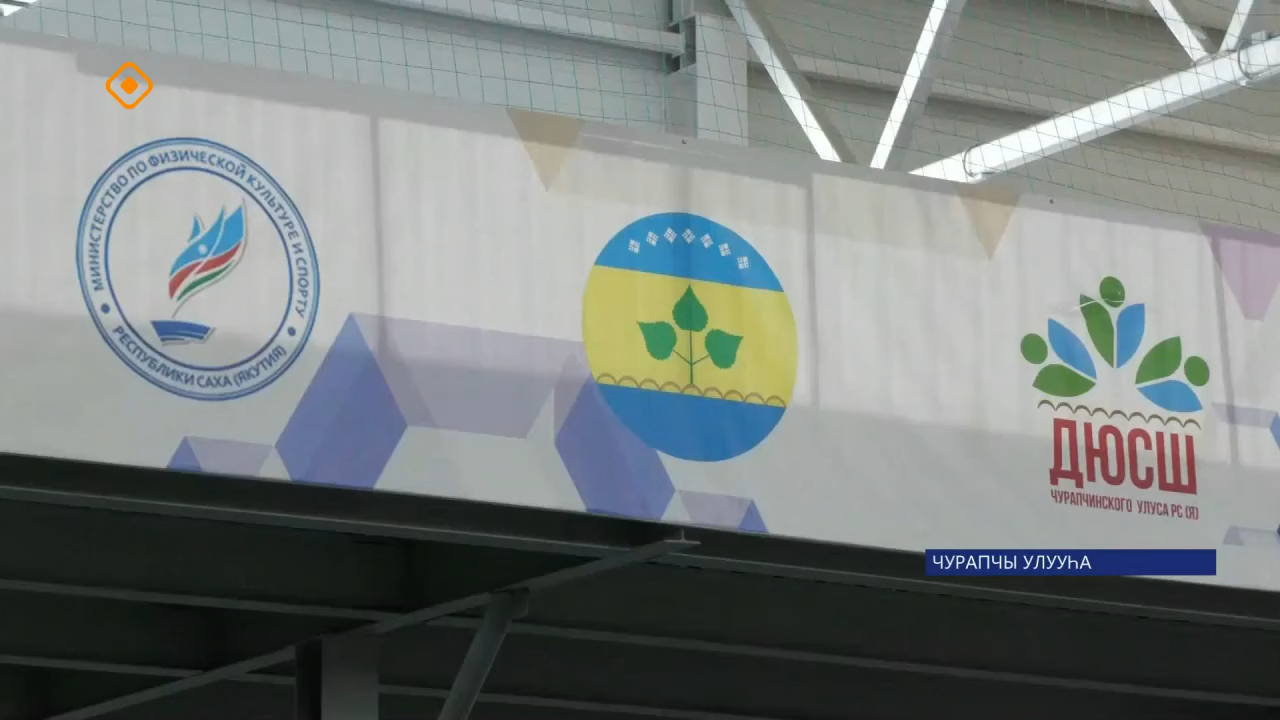 МИНИСТЕРСТВО ПО ФИЗИЧЕСКОЙ КУЛЬТУРЕ И СПОРТУ
РЕСПУБЛИКИ САХА (ЯКУТИЯ)
ДЮСШ
ЧУРАПЧИНСКОГО УЛУСА РС (Я)
ЧУРАПЧЫ УЛУУҺА